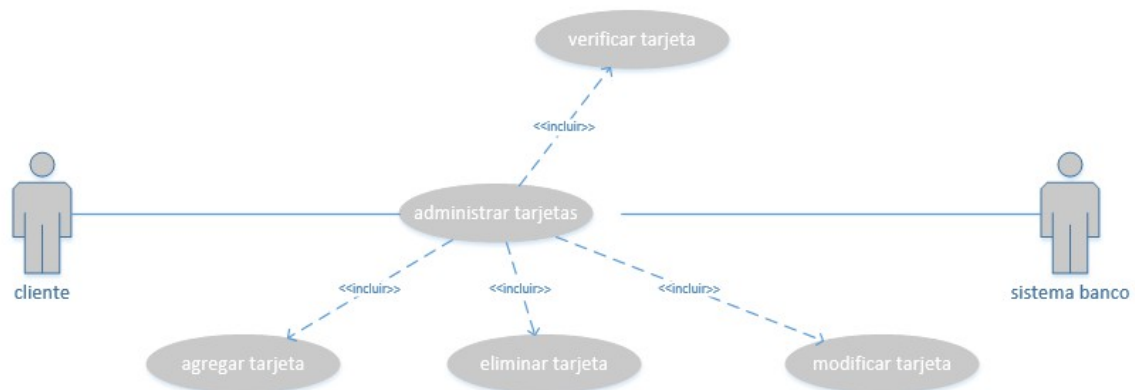 verificar tarjeta
<<incluir>>
administrar tarjetas
cliente
sistema banco
<<incluir>>
<<incluir>>
<<incluir>>
agregar tarjeta
eliminar tarjeta
modificar tarjeta